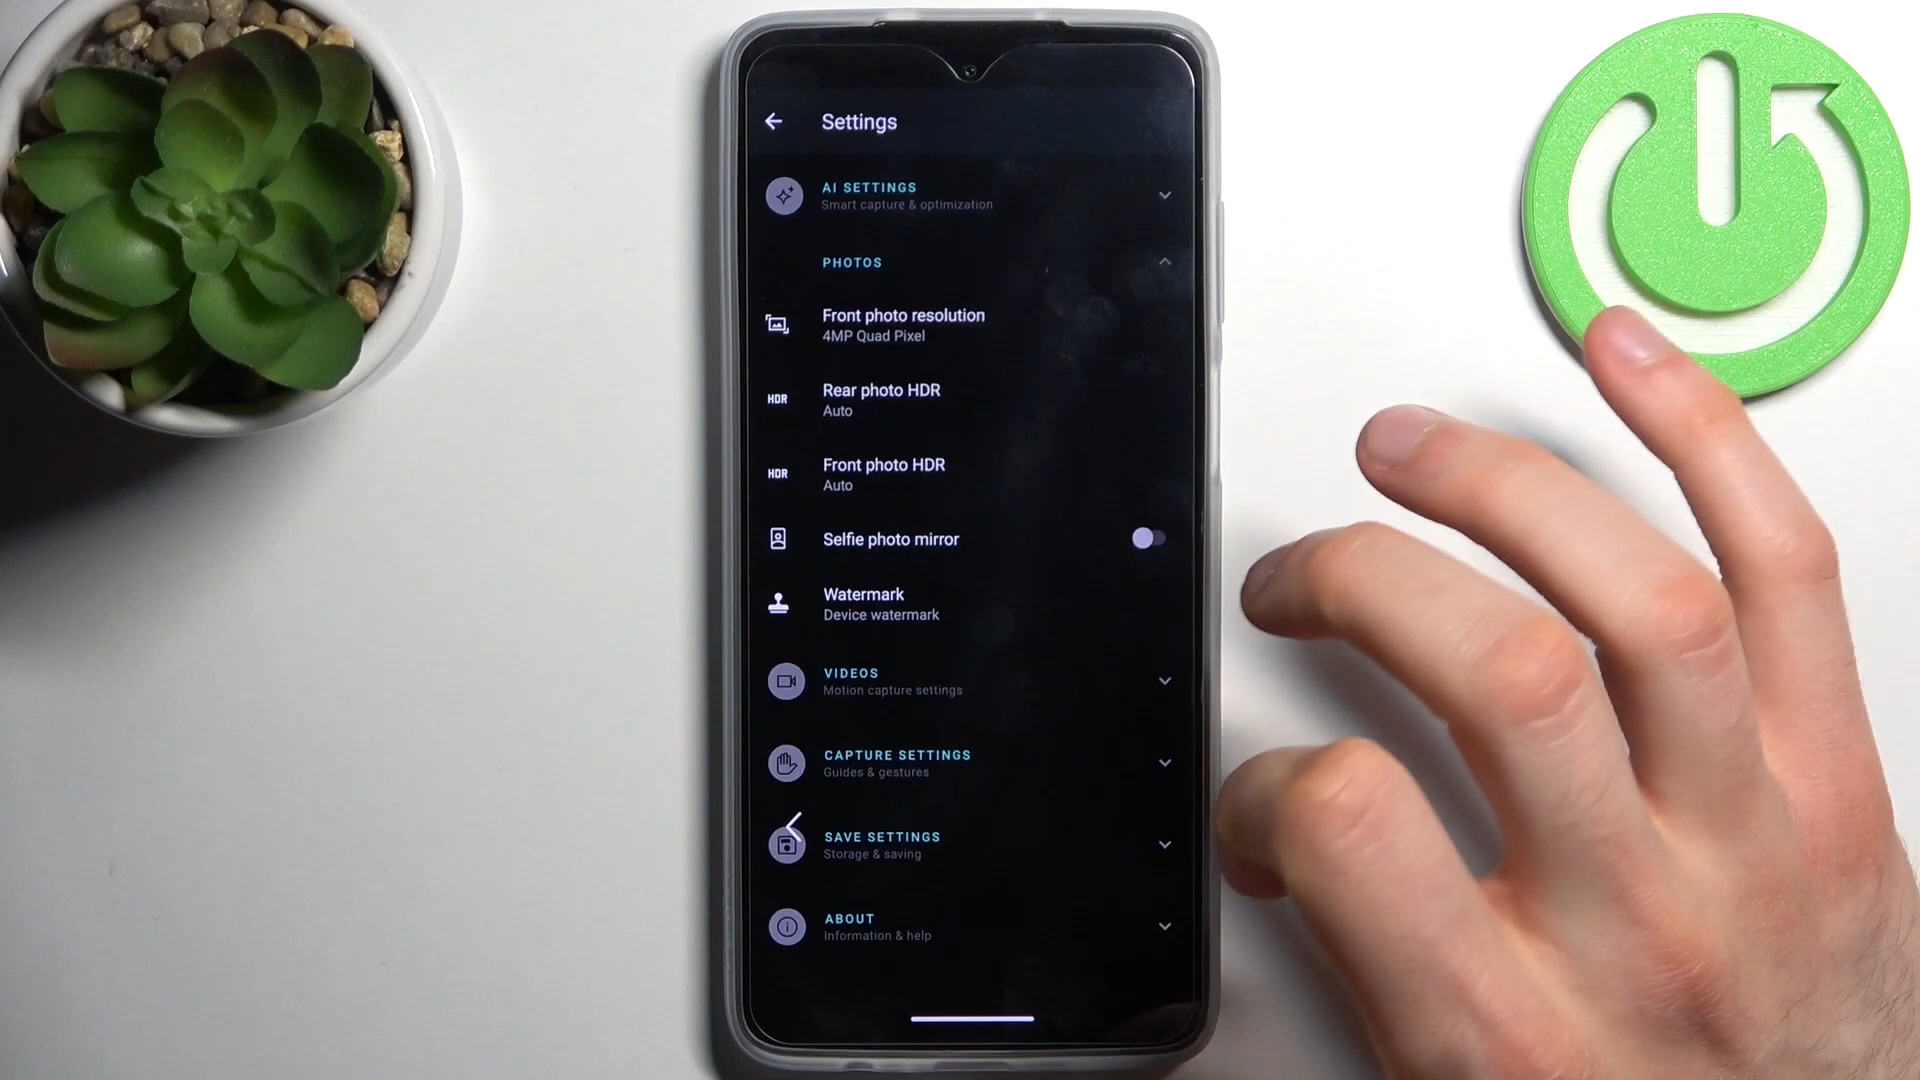 Settings
AI SETTINGS
Smart capture & optimization
PHOTOS
Front photo resolution
4MP Quad Pixel
HDR
Rear photo HDR
Auto
HDR
Front photo HDR
Auto
Selfie photo mirror
Watermark
Device watermark
VIDEOS
Motion capture settings
CAPTURE SETTINGS
Guides & gestures
SAVE SETTINGS
Storage & saving
ABOUT
Information & help